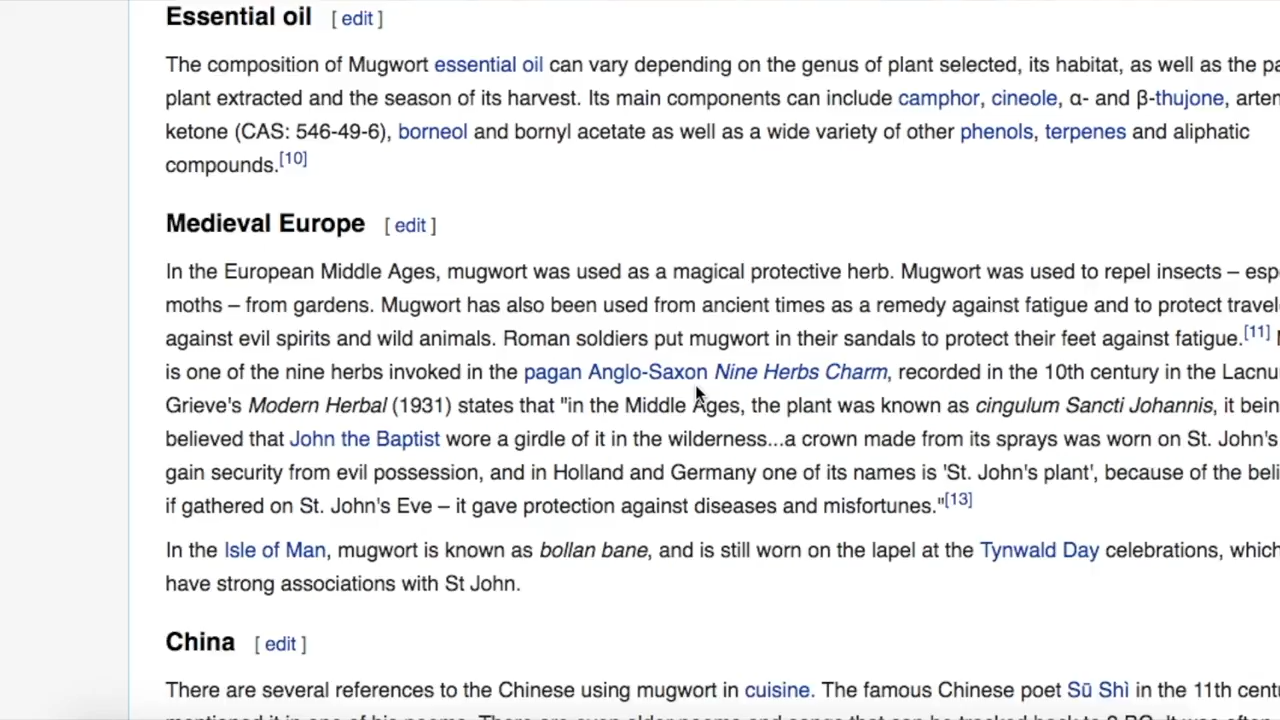 Essential oil [ edit ]
The composition of Mugwort essential oil can vary depending on the genus of plant selected, its habitat, as well as the
plant extracted and the season of its harvest. Its main components can include camphor, cineole, α- and β-thujone,
ketone (CAS: 546-49-6), borneol and bornyl acetate as well as a wide variety of other phenols, terpenes and aliphatic
compounds.[10]
Medieval Europe [ edit ]
In the European Middle Ages, mugwort was used as a magical protective herb. Mugwort was used to repel insects –
moths – from gardens. Mugwort has also been used from ancient times as a remedy against fatigue and to protect
against evil spirits and wild animals. Roman soldiers put mugwort in their sandals to protect their feet against fatigue.[11]
is one of the nine herbs invoked in the pagan Anglo-Saxon Nine Herbs Charm, recorded in the 10th century in the
Grieve's Modern Herbal (1931) states that "in the Middle Ages, the plant was known as cingulum Sancti Johannis, it
believed that John the Baptist wore a girdle of it in the wilderness...a crown made from its sprays was worn on St. John's
gain security from evil possession, and in Holland and Germany one of its names is 'St. John's plant', because of the
if gathered on St. John's Eve – it gave protection against diseases and misfortunes."[13]
In the Isle of Man, mugwort is known as bollan bane, and is still worn on the lapel at the Tynwald Day celebrations, which
have strong associations with St John.
China [ edit ]
There are several references to the Chinese using mugwort in cuisine. The famous Chinese poet Sū Shì in the 11th